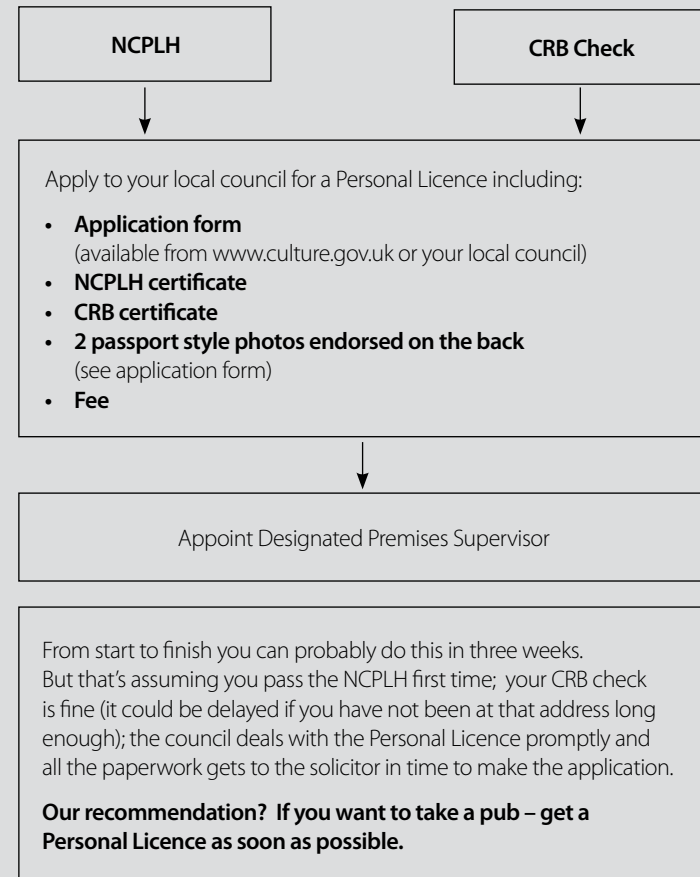 NCPLH
CRB Check
Apply to your local council for a Personal Licence including:
• Application form
(available from www.culture.gov.uk or your local council)
• NCPLH certificate
• CRB certificate
• 2 passport style photos endorsed on the back
(see application form)
• Fee
Appoint Designated Premises Supervisor
From start to finish you can probably do this in three weeks.
But that's assuming you pass the NCPLH first time; your CRB check
is fine (it could be delayed if you have not been at that address long
enough); the council deals with the Personal Licence promptly and
all the paperwork gets to the solicitor in time to make the application.
Our recommendation? If you want to take a pub – get a
Personal Licence as soon as possible.